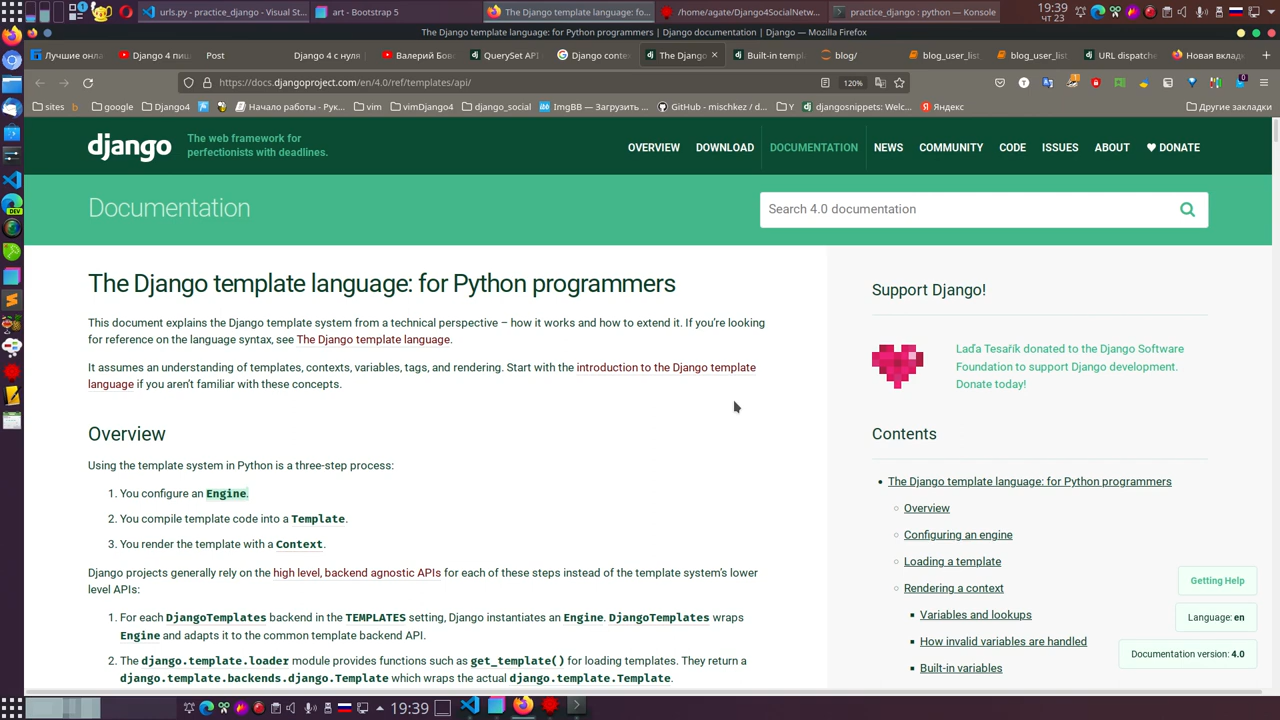 urls.py - practice_django - Visual St...
art - Bootstrap 5
The Django template language: fo...
/home/agate/Django4SocialNetw...
practice_django : python — Konsole
19:39
чт 23
The Django template language: for Python programmers | Django documentation | Django — Mozilla Firefox
Лучшие онла
Django 4 пишем
Post
Django 4 с нуля
Валерий Бово
QuerySet API
Django conte
The Django
Built-in templ
blog/
blog_user_list
blog_user_list
URL dispatche
Новая вкладк
https://docs.djangoproject.com/en/4.0/ref/templates/api/
120%
sites
google
Django4
Начало работы - Рук...
vim
vimDjango4
django_social
ImgBB — Загрузить ...
GitHub - mischkez / d...
Y
djangosnippets: Welc...
Яндекс
Другие закладки
django
The web framework for
perfectionists with deadlines.
OVERVIEW
DOWNLOAD
DOCUMENTATION
NEWS
COMMUNITY
CODE
ISSUES
ABOUT
♥ DONATE
Documentation
Search 4.0 documentation
The Django template language: for Python programmers
This document explains the Django template system from a technical perspective – how it works and how to extend it. If you're looking
for reference on the language syntax, see The Django template language.
It assumes an understanding of templates, contexts, variables, tags, and rendering. Start with the introduction to the Django template
language if you aren't familiar with these concepts.
Overview
Using the template system in Python is a three-step process:
1. You configure an Engine.
2. You compile template code into a Template.
3. You render the template with a Context.
Django projects generally rely on the high level, backend agnostic APIs for each of these steps instead of the template system's lower
level APIs:
1. For each DjangoTemplates backend in the TEMPLATES setting, Django instantiates an Engine. DjangoTemplates wraps
Engine and adapts it to the common template backend API.
2. The django.template.loader module provides functions such as get_template() for loading templates. They return a
django.template.backends.django.Template which wraps the actual django.template.Template.
Support Django!
Laďa Tesařík donated to the Django Software
Foundation to support Django development.
Donate today!
Contents
The Django template language: for Python programmers
Overview
Configuring an engine
Loading a template
Rendering a context
Variables and lookups
How invalid variables are handled
Built-in variables
Getting Help
Language: en
Documentation version: 4.0
DEV
19:39